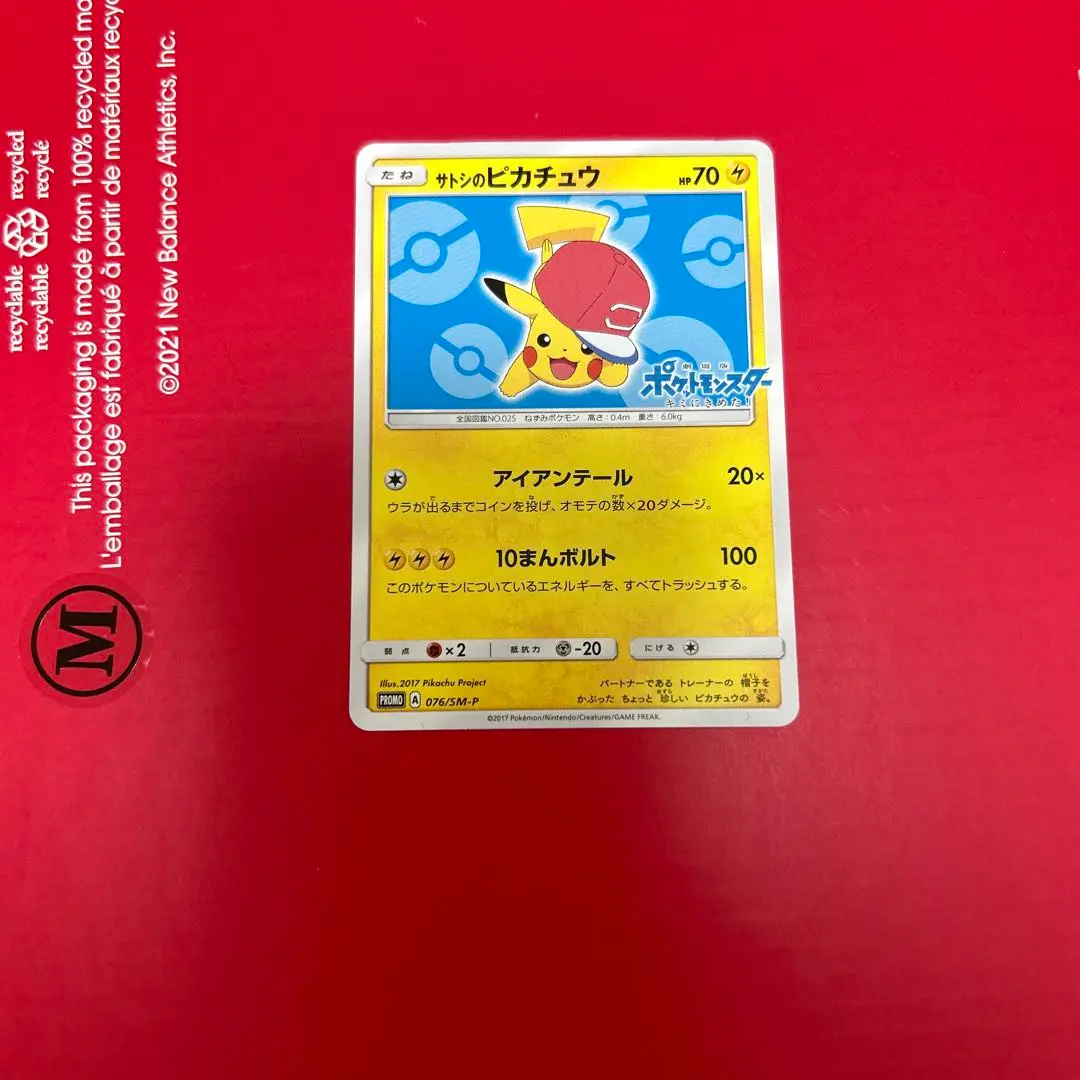 This packaging is made from 100% recycled
L'emballage est fabriqué à partir de matériaux
©2021 New Balance Athletics, Inc.
recyclable recycled
recyclable recyclé
M
たね サトシのピカチュウ HP70
劇場版
ポケットモンスター
キミにきめた!
全国図鑑NO.025 ねずみポケモン 高さ:0.4m 重さ:6.0kg
アイアンテール 20×
ウラが出るまでコインを投げ、オモテの数×20ダメージ。
10まんボルト 100
このポケモンについているエネルギーを、すべてトラッシュする。
弱点 ×2 抵抗力 -20 にげる
Illus.2017 Pikachu Project
PROMO A 076/SM-P
パートナーである トレーナーの 帽子を
かぶった ちょっと 珍しい ピカチュウの 姿。
©2017 Pokémon/Nintendo/Creatures/GAME FREAK.